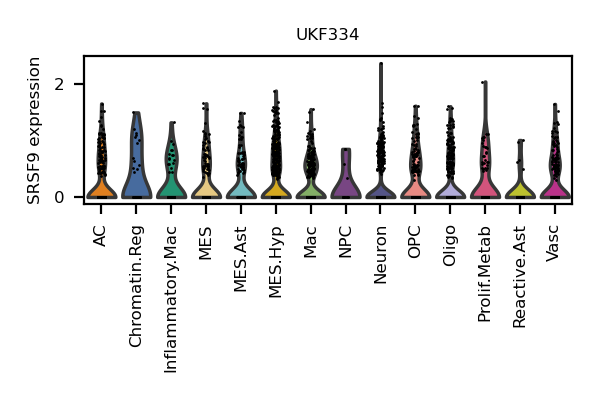 UKF334
SRSF9 expression
2
0
AC
Chromatin.Reg
Inflammatory.Mac
MES
MES.Ast
MES.Hyp
Mac
NPC
Neuron
OPC
Oligo
Prolif.Metab
Reactive.Ast
Vasc